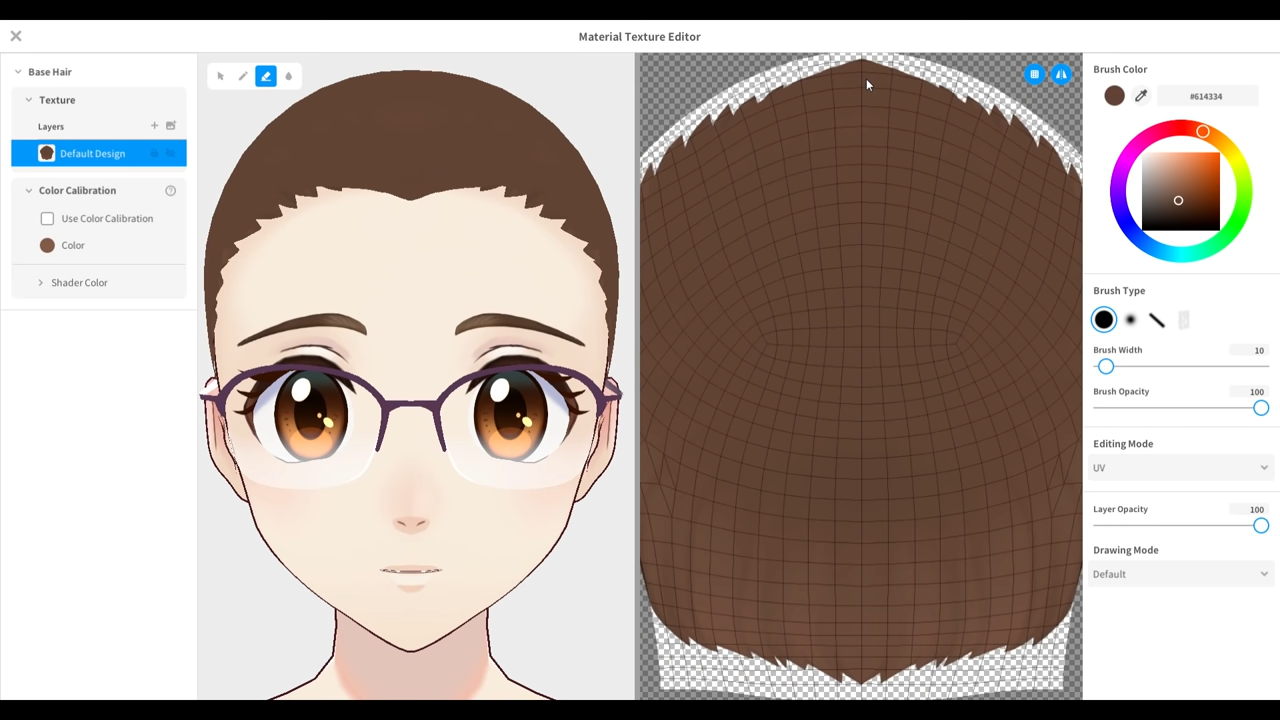 Material Texture Editor
Base Hair
Texture
Layers
Default Design
Color Calibration
Use Color Calibration
Color
Shader Color
Brush Color
#614334
Brush Type
Brush Width 10
Brush Opacity 100
Editing Mode
UV
Layer Opacity 100
Drawing Mode
Default